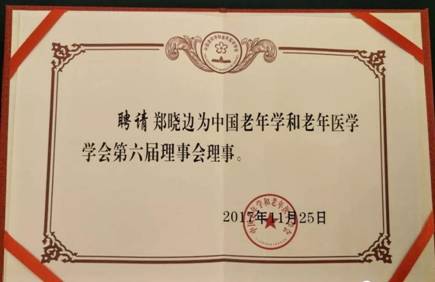 聘请 郑晓边为中国老年学和老年医学
学会第六届理事会理事。
2017年11月25日